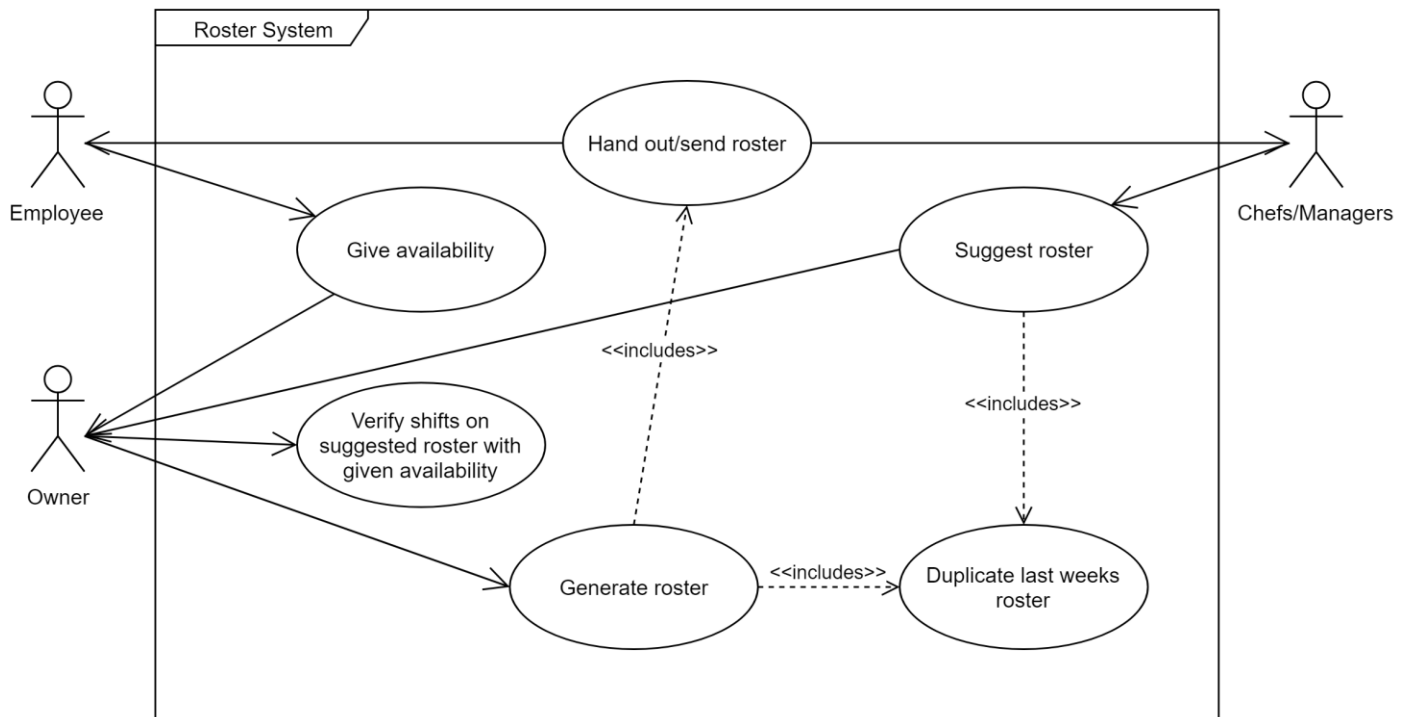 Roster System
Hand out/send roster
Employee
Chefs/Managers
Give availability
Suggest roster
<<includes>>
<<includes>>
Verify shifts on
suggested roster with
given availability
Owner
<<includes>>
Generate roster
Duplicate last weeks
roster